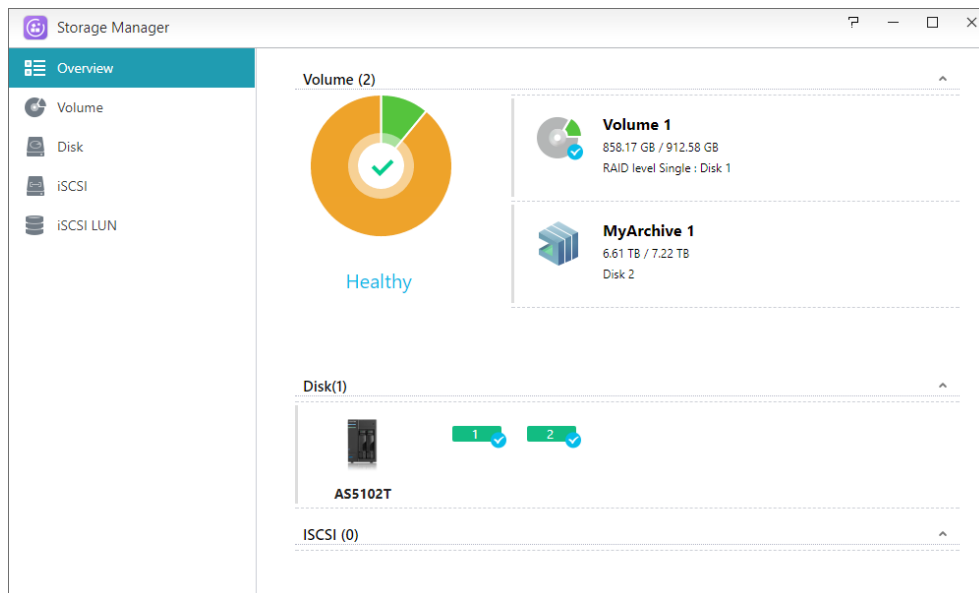 Storage Manager
Overview
Volume
Disk
iSCSI
iSCSI LUN
Volume (2)
Healthy
Volume 1
858.17 GB / 912.58 GB
RAID level Single : Disk 1
MyArchive 1
6.61 TB / 7.22 TB
Disk 2
Disk(1)
1 2
AS5102T
ISCSI (0)